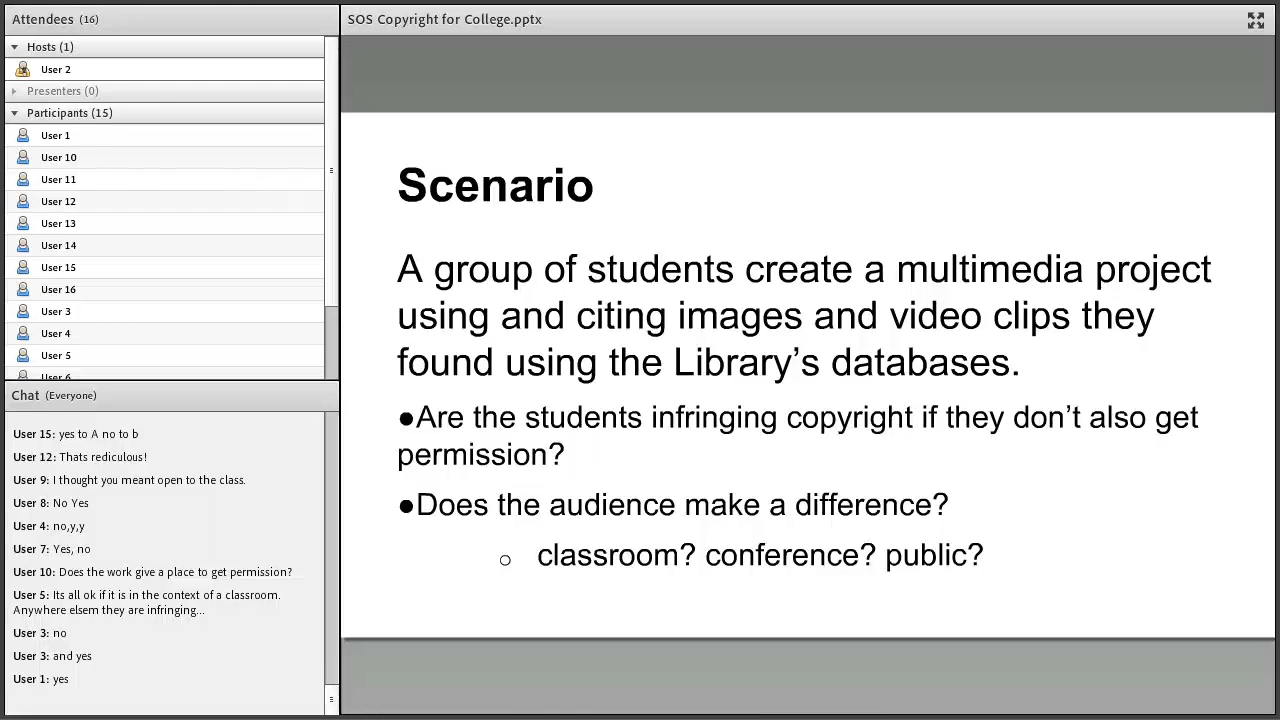 Attendees (16)
Hosts (1)
User 2
Presenters (0)
Participants (15)
User 1
User 10
User 11
User 12
User 13
User 14
User 15
User 16
User 3
User 4
User 5
User 6
Chat (Everyone)
User 15: yes to A no to b
User 12: Thats rediculous!
User 9: I thought you meant open to the class.
User 8: No Yes
User 4: no,y,y
User 7: Yes, no
User 10: Does the work give a place to get permission?
User 5: Its all ok if it is in the context of a classroom.
Anywhere elsem they are infringing...
User 3: no
User 3: and yes
User 1: yes
SOS Copyright for College.pptx
Scenario
A group of students create a multimedia project
using and citing images and video clips they
found using the Library’s databases.
●Are the students infringing copyright if they don’t also get
permission?
●Does the audience make a difference?
○ classroom? conference? public?